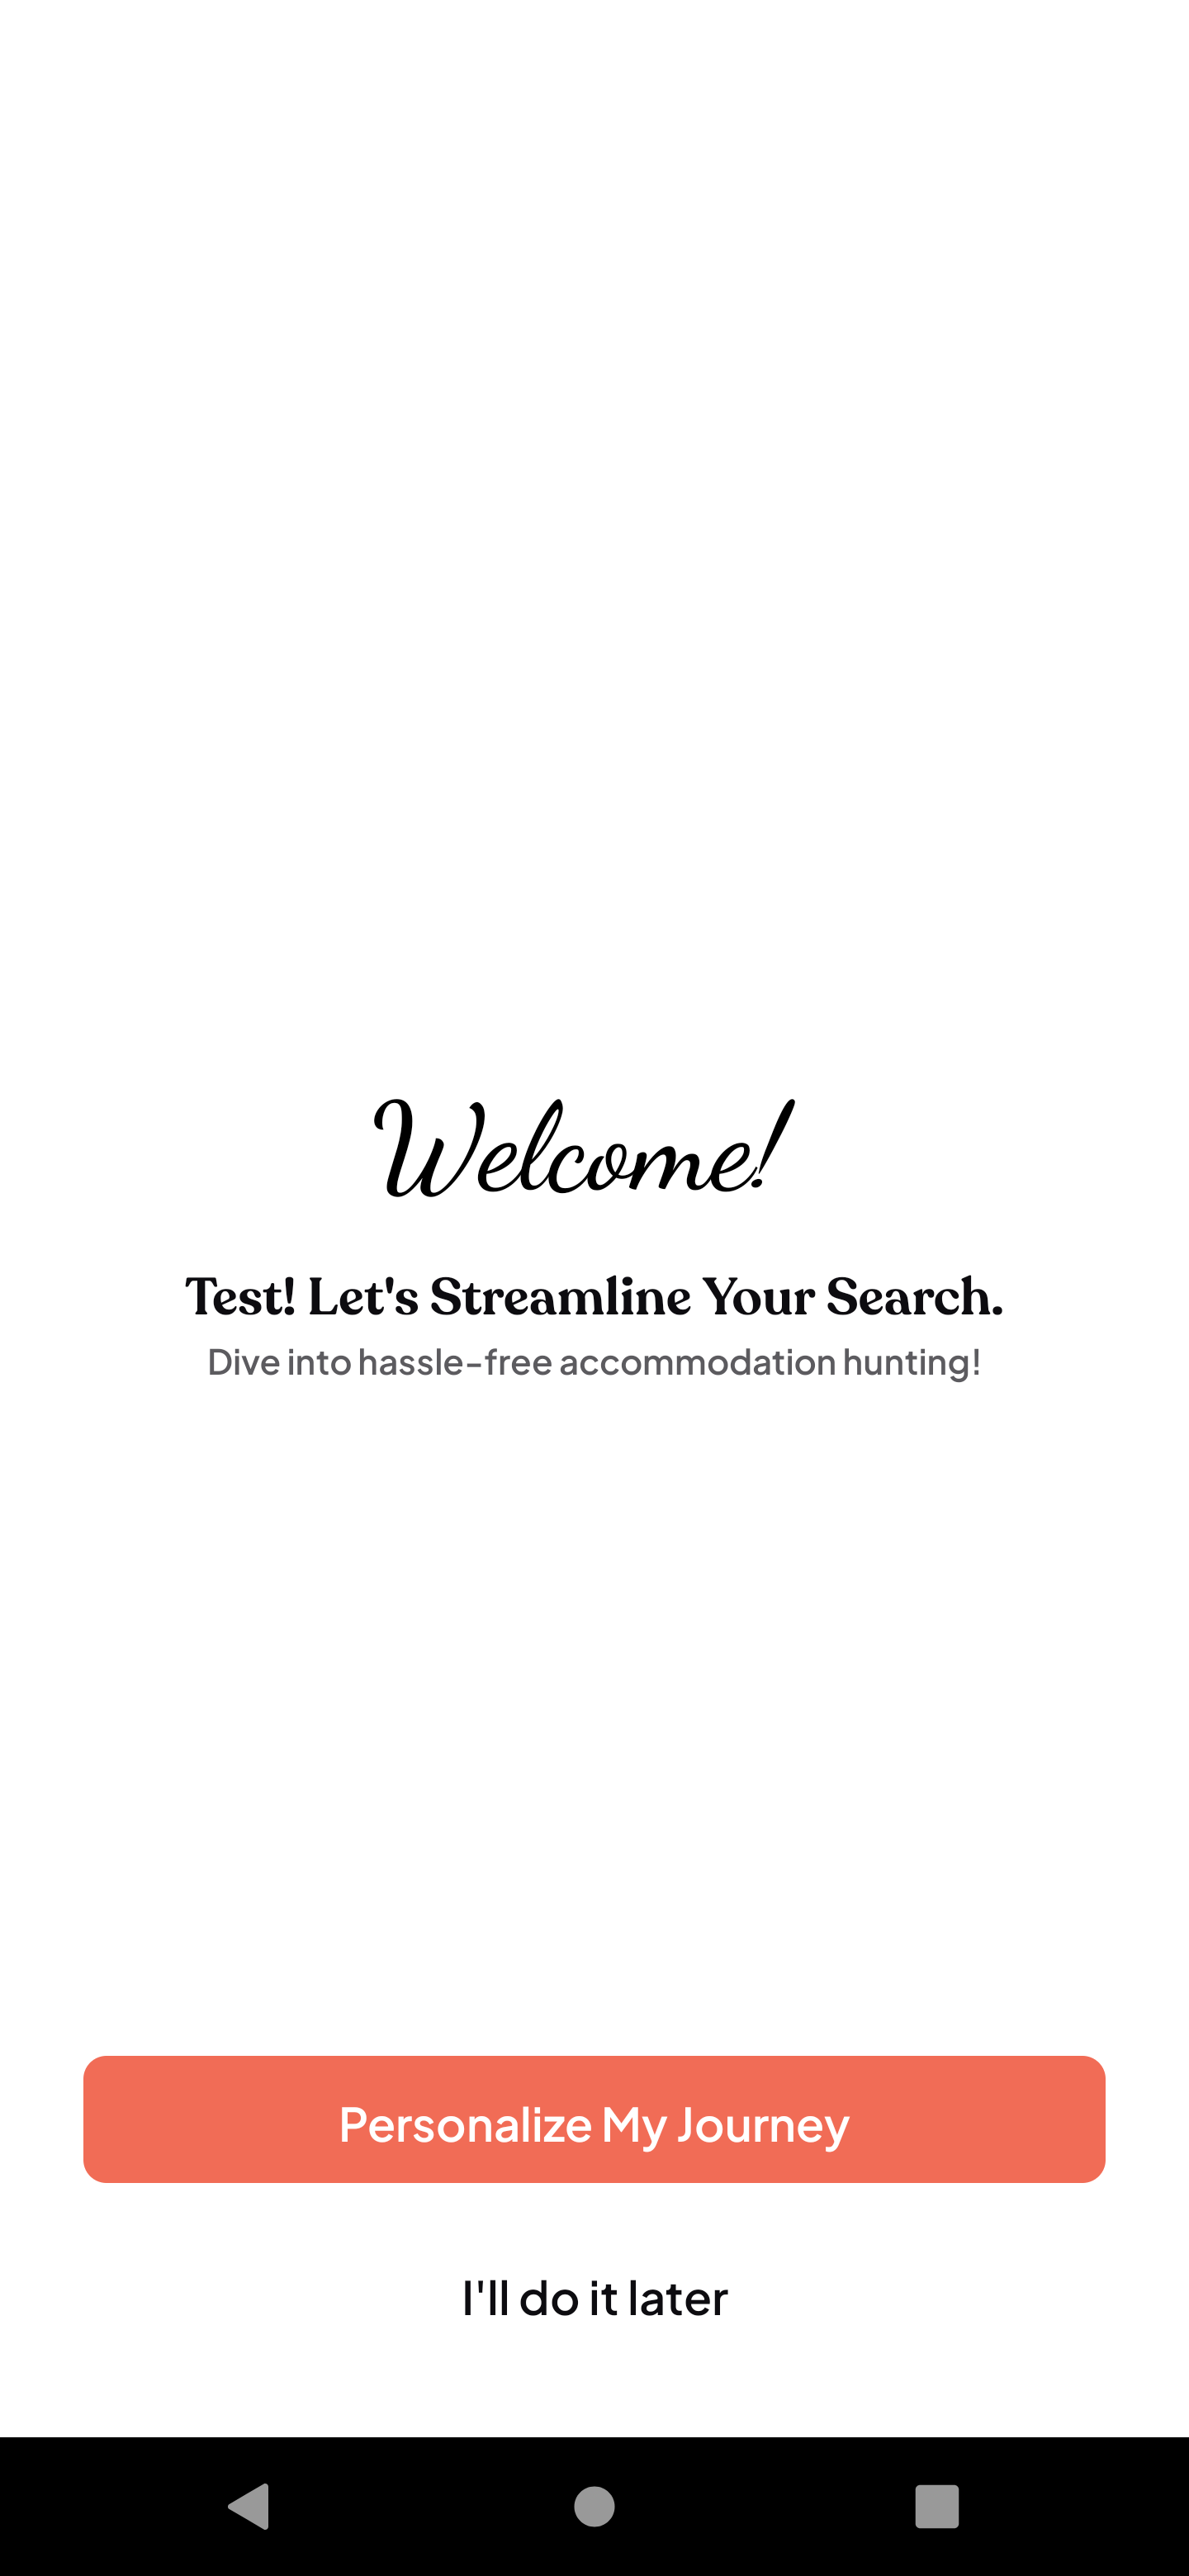 Welcome!
Test! Let's Streamline Your Search.
Dive into hassle-free accommodation hunting!
Personalize My Journey
I'll do it later